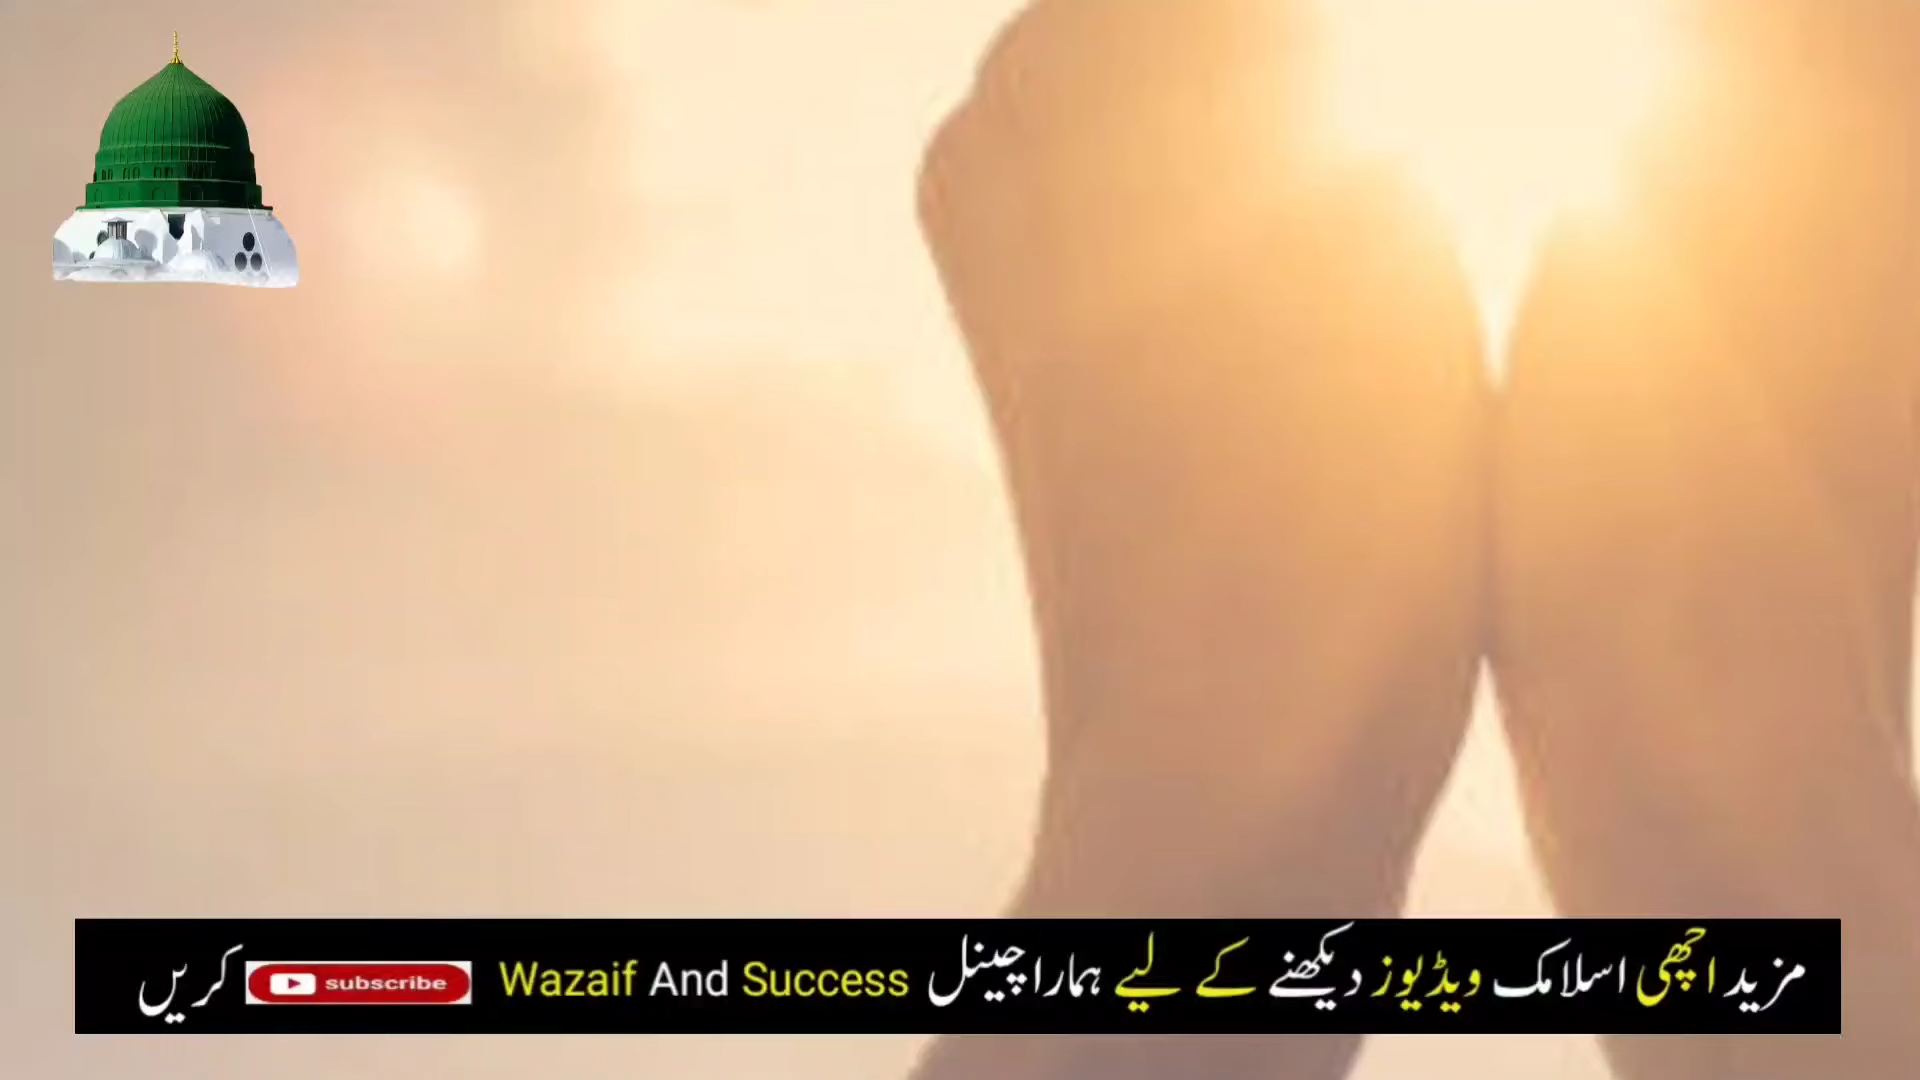 مزید اچھی اسلامک ویڈیوز دیکھنے کے لیے ہمارا چینل Wazaif And Success subscribe کریں